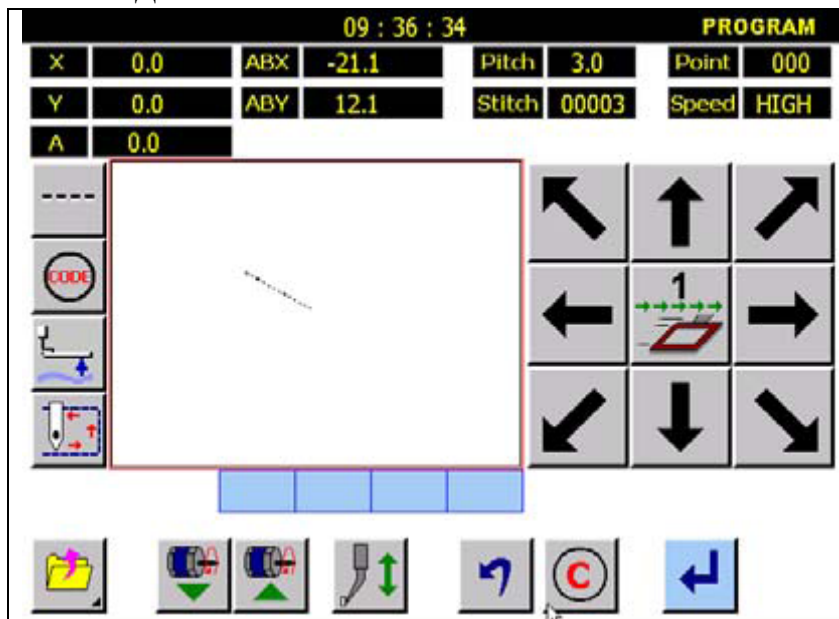 09 : 36 : 34 PROGRAM
X 0.0 ABX -21.1 Pitch 3.0 Point 000
Y 0.0 ABY 12.1 Stitch 00003 Speed HIGH
A 0.0
CODE
1
C